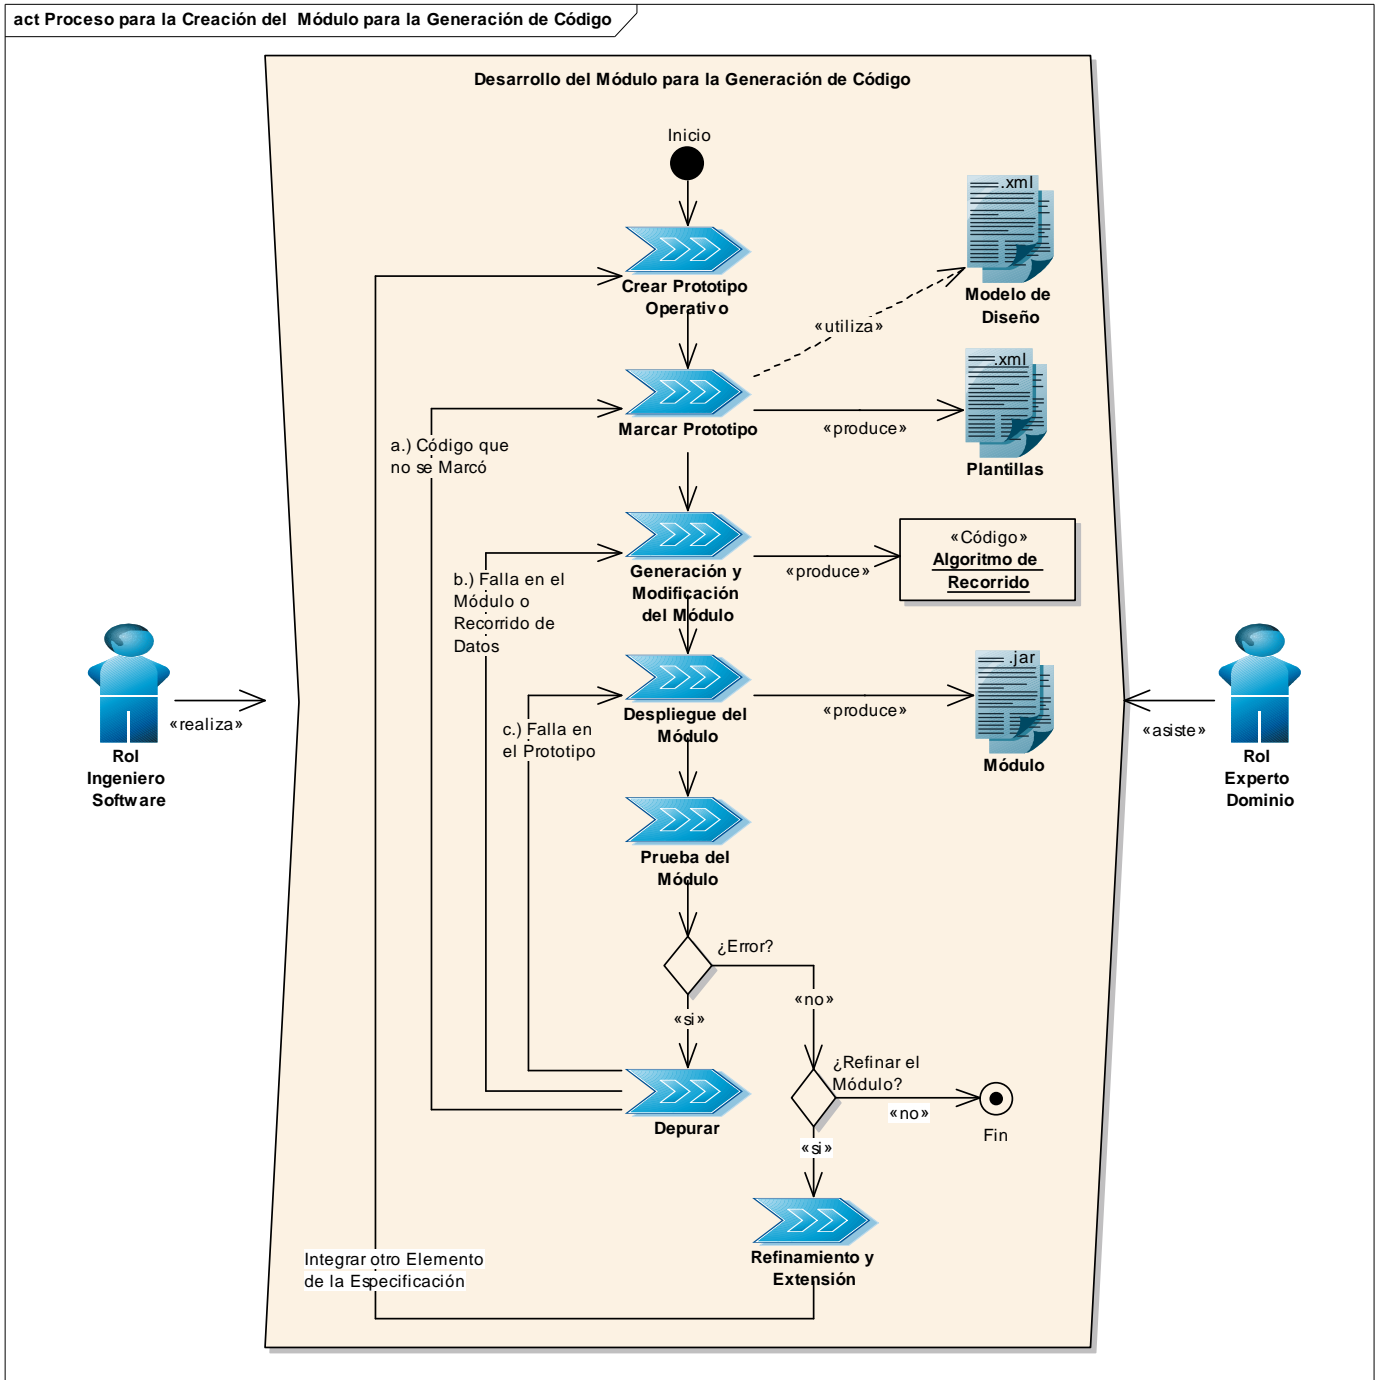 act Proceso para la Creación del Módulo para la Generación de Código
Desarrollo del Módulo para la Generación de Código
Inicio
.xml
Crear Prototipo
Operativo
Modelo de
Diseño
«utiliza»
.xml
Marcar Prototipo
«produce»
Plantillas
a.) Código que
no se Marcó
«Código»
Algoritmo de
Recorrido
«produce»
Generación y
Modificación
del Módulo
b.) Falla en el
Módulo o
Recorrido de
Datos
.jar
Despliegue del
Módulo
«produce»
Módulo
c.) Falla en
el Prototipo
«realiza»
Rol
Ingeniero
Software
«asiste»
Rol
Experto
Dominio
Prueba del
Módulo
¿Error?
«no»
«si»
¿Refinar el
Módulo?
«no»
Fin
Depurar
«si»
Refinamiento y
Extensión
Integrar otro Elemento
de la Especificación